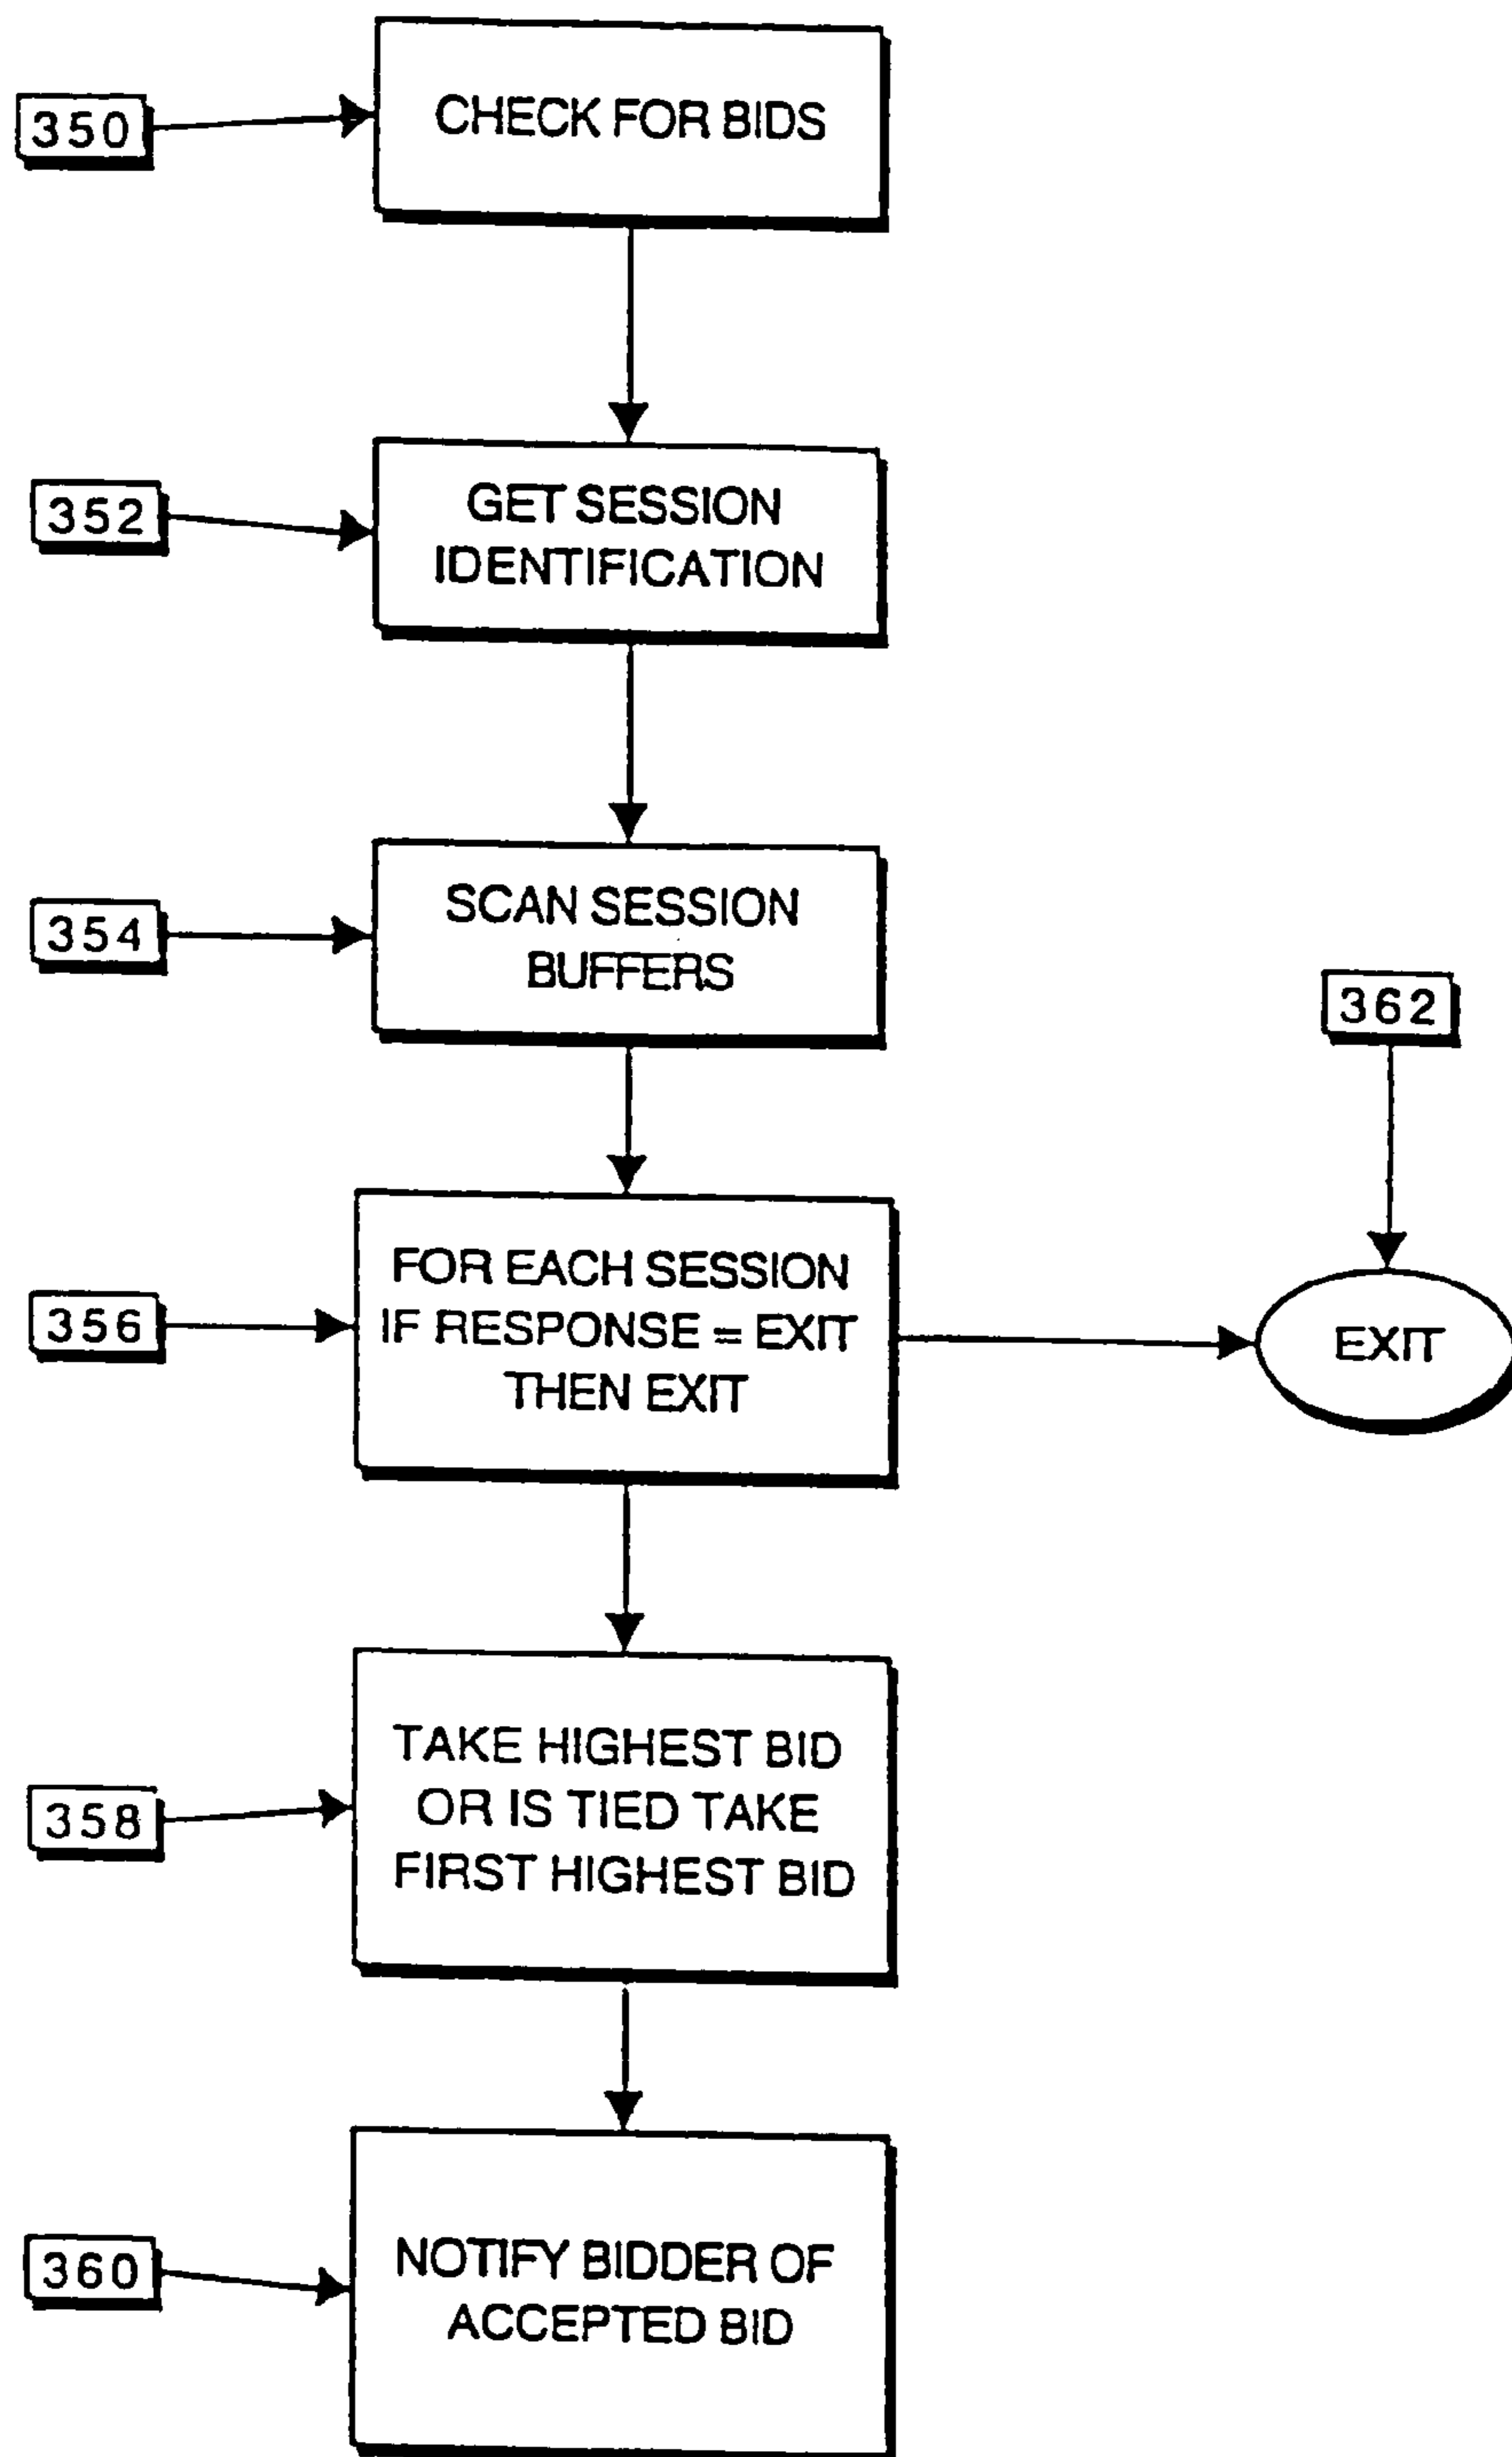 350
CHECK FOR BIDS
352
GET SESSION
IDENTIFICATION
354
SCAN SESSION
BUFFERS
362
356
FOR EACH SESSION
IF RESPONSE = EXIT
THEN EXIT
EXIT
358
TAKE HIGHEST BID
OR IS TIED TAKE
FIRST HIGHEST BID
360
NOTIFY BIDDER OF
ACCEPTED BID